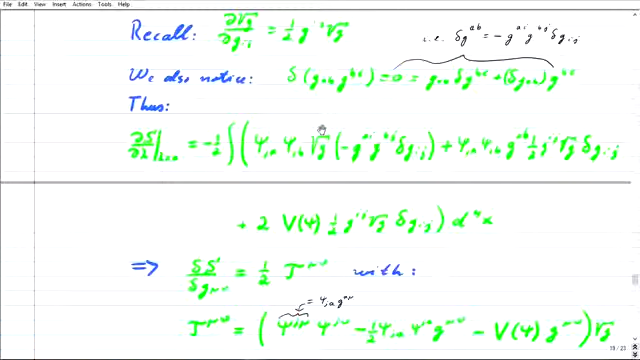 File Edit View Insert Actions Tools Help
Recall: ∂√g/∂g_ij = ½ g^ij √g
i.e. δg^ab = −g^ai g^bj δg_ij
We also notice: δ(g_ab g^bc) = 0 = g_ab δg^bc + (δg_ab) g^bc
Thus:
∂S/∂λ|_λ=0 = −½ ∫( Ψ,a Ψ,b √g (−g^ai g^bj δg_ij) + Ψ,a Ψ,b g^ab ½ g^ij √g δg_ij
+ 2 V(Ψ) ½ g^ij √g δg_ij ) d⁴x
⇒ δS'/δg_μν = ½ T^μν with:
= Ψ,a g^aμ
T^μν = ( Ψ^;μ Ψ^;ν − ½ Ψ,a Ψ^,a g^μν − V(Ψ) g^μν ) √g
19 / 23